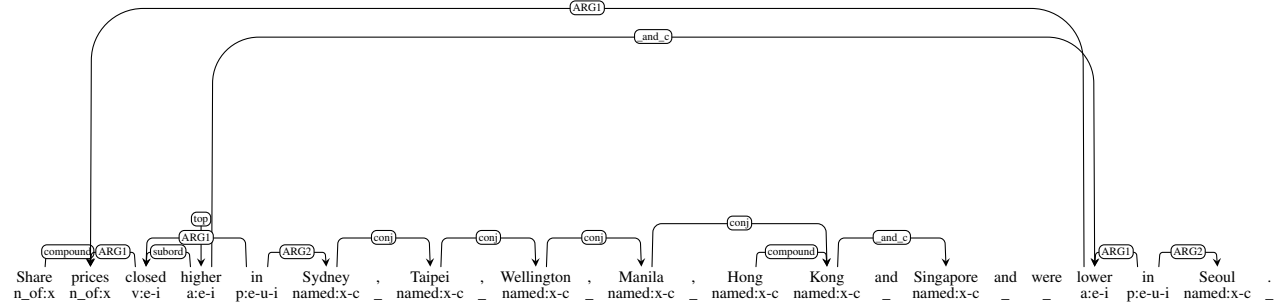 ARG1
_and_c
top
conj
compound ARG1 subord ARG1 ARG2 conj conj conj compound _and_c ARG1 ARG2
Share prices closed higher in Sydney , Taipei , Wellington , Manila , Hong Kong and Singapore and were lower in Seoul .
n_of:x n_of:x v:e-i a:e-i p:e-u-i named:x-c _ named:x-c _ named:x-c _ named:x-c _ named:x-c named:x-c _ named:x-c _ _ a:e-i p:e-u-i named:x-c _